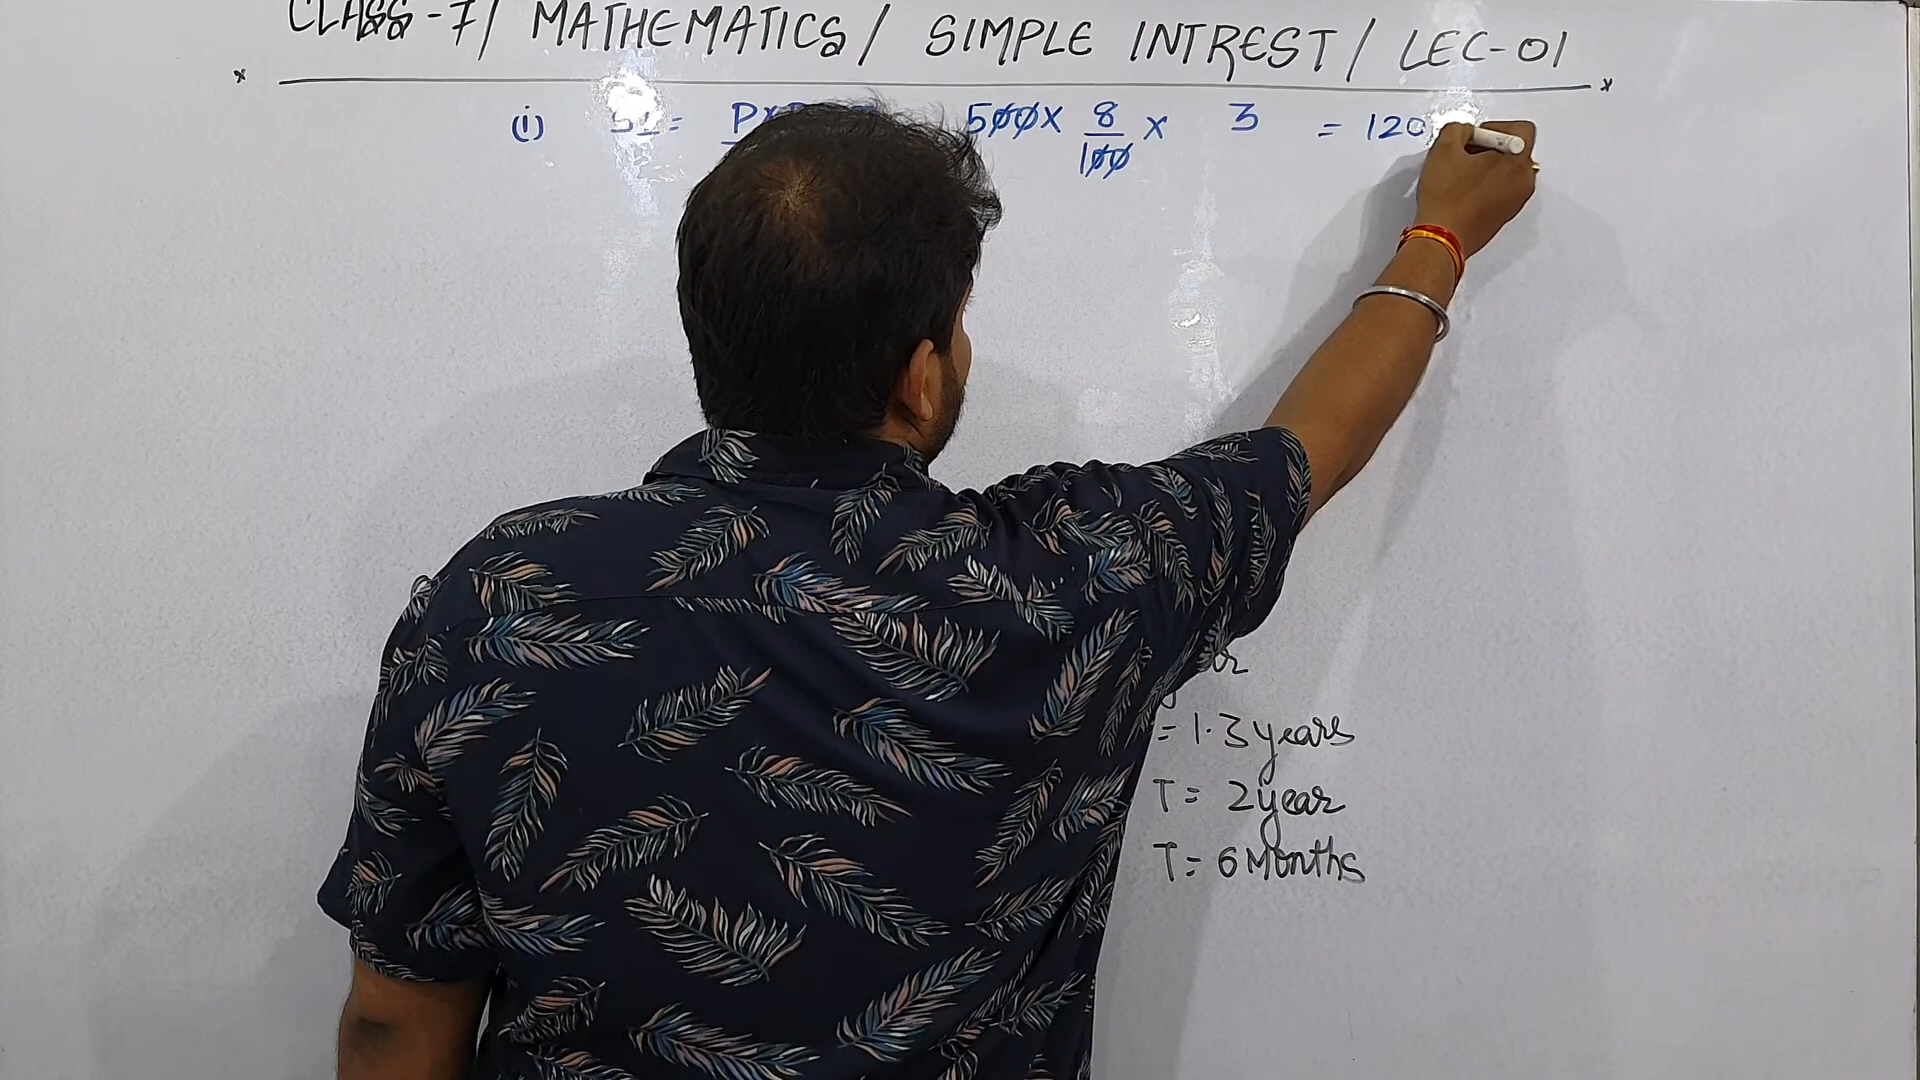 CLASS-7/ MATHEMATICS/ SIMPLE INTREST/ LEC-01
(i) SI = 500 x 8/100 x 3 = 120
= 1.3 years
T = 2 year
T = 6 Months